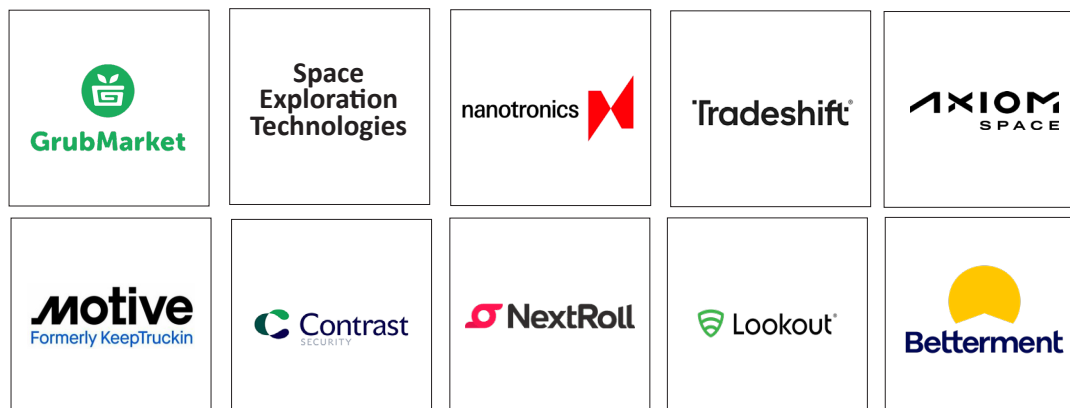 GrubMarket
Space
Exploration
Technologies
nanotronics
Tradeshift®
AXIOM
SPACE
Motive
Formerly KeepTruckin
Contrast
SECURITY
NextRoll
Lookout®
Betterment